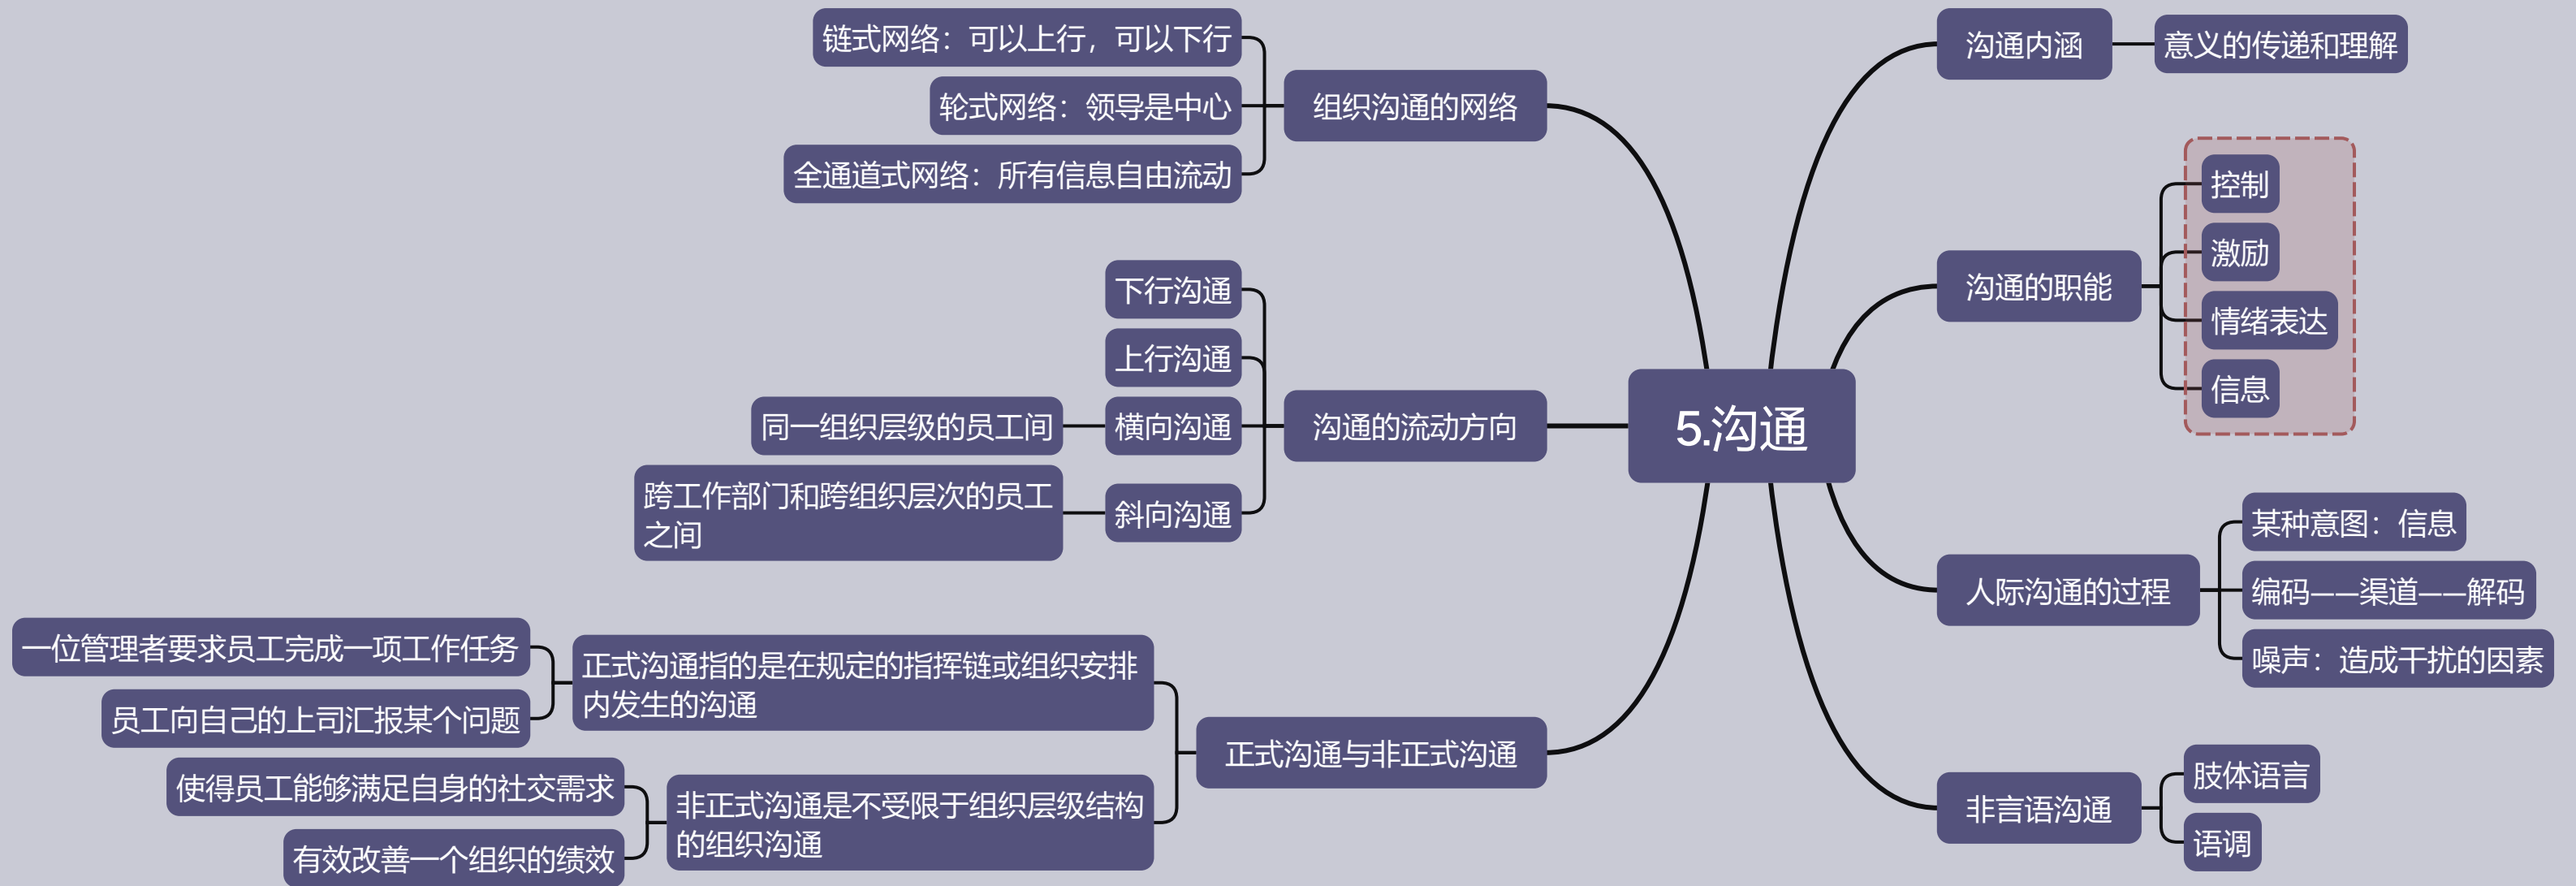 5.沟通
沟通内涵
意义的传递和理解
沟通的职能
控制
激励
情绪表达
信息
人际沟通的过程
某种意图：信息
编码——渠道——解码
噪声：造成干扰的因素
非言语沟通
肢体语言
语调
组织沟通的网络
链式网络：可以上行，可以下行
轮式网络：领导是中心
全通道式网络：所有信息自由流动
沟通的流动方向
下行沟通
上行沟通
横向沟通
同一组织层级的员工间
斜向沟通
跨工作部门和跨组织层次的员工
之间
正式沟通与非正式沟通
正式沟通指的是在规定的指挥链或组织安排
内发生的沟通
一位管理者要求员工完成一项工作任务
员工向自己的上司汇报某个问题
非正式沟通是不受限于组织层级结构
的组织沟通
使得员工能够满足自身的社交需求
有效改善一个组织的绩效